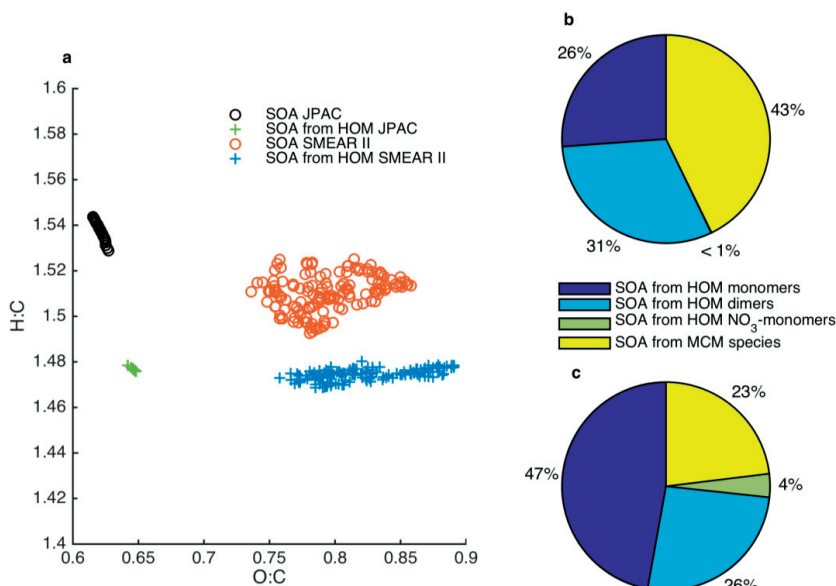 a
1.6
1.58
1.56
1.54
1.52
1.5
1.48
1.46
1.44
1.42
1.4
H:C
0.6 0.65 0.7 0.75 0.8 0.85 0.9
O:C
SOA JPAC
SOA from HOM JPAC
SOA SMEAR II
SOA from HOM SMEAR II
b
26%
43%
31%
< 1%
SOA from HOM monomers
SOA from HOM dimers
SOA from HOM NO3-monomers
SOA from MCM species
c
23%
47%
4%
26%